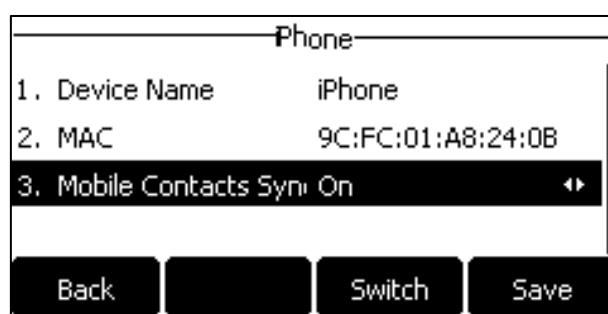 iPhone
1. Device Name iPhone
2. MAC 9C:FC:01:A8:24:0B
3. Mobile Contacts Syn On
Back Switch Save